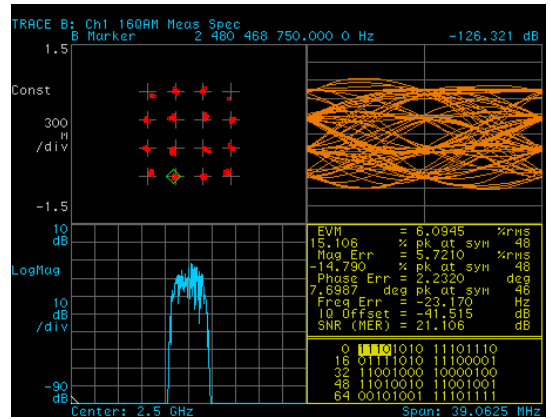 TRACE B: Ch1 16QAM Meas Spec
B Marker 2 480 468 750.000 0 Hz -126.321 dB
1.5
Const
300
M
/div
-1.5
10
dB
LogMag
10
dB
/div
-90
dB
Center: 2.5 GHz Span: 39.0625 MHz
EVM = 6.0945 %rms
15.106 % pk at sym 48
Mag Err = 5.7210 %rms
-14.790 % pk at sym 48
Phase Err = 2.2320 deg
7.6987 deg pk at sym 46
Freq Err = -23.170 Hz
IQ Offset = -41.515 dB
SNR (MER) = 21.106 dB
0 11101010 11101110
16 01111010 11100001
32 11001000 10000100
48 11010010 11001001
64 00101001 11101111